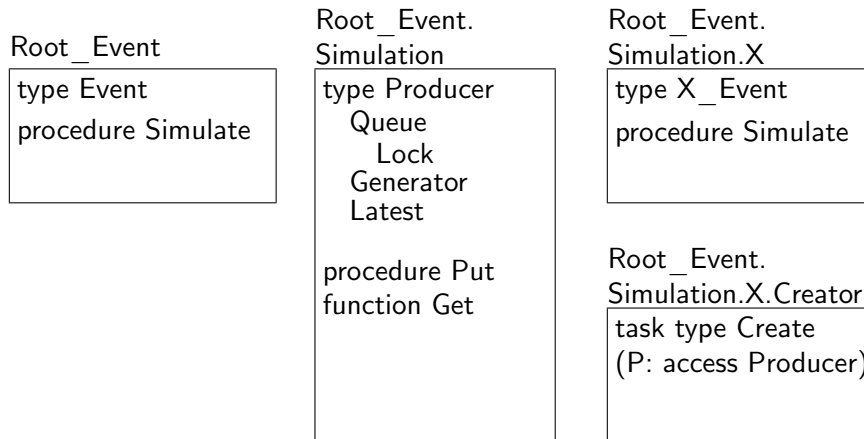 Root_Event
type Event
procedure Simulate
Root_Event.
Simulation
type Producer
Queue
Lock
Generator
Latest
procedure Put
function Get
Root_Event.
Simulation.X
type X_Event
procedure Simulate
Root_Event.
Simulation.X.Creator
task type Create
(P: access Producer)